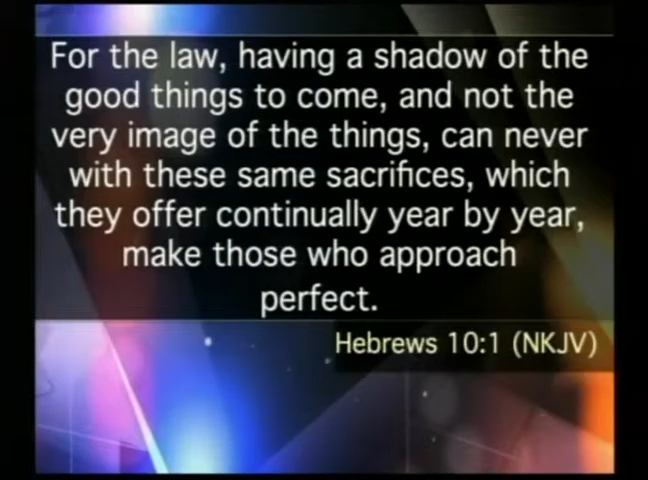 For the law, having a shadow of the
good things to come, and not the
very image of the things, can never
with these same sacrifices, which
they offer continually year by year,
make those who approach
perfect.
Hebrews 10:1 (NKJV)